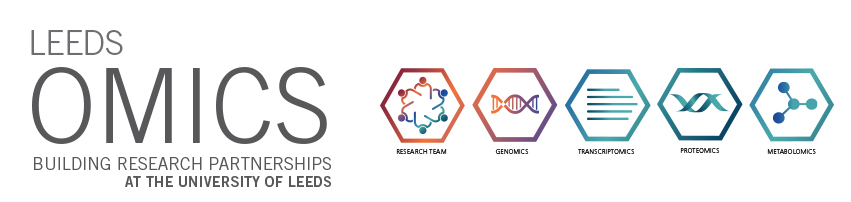 LEEDS
OMICS
BUILDING RESEARCH PARTNERSHIPS
AT THE UNIVERSITY OF LEEDS
RESEARCH TEAM
GENOMICS
TRANSCRIPTOMICS
PROTEOMICS
METABOLOMICS